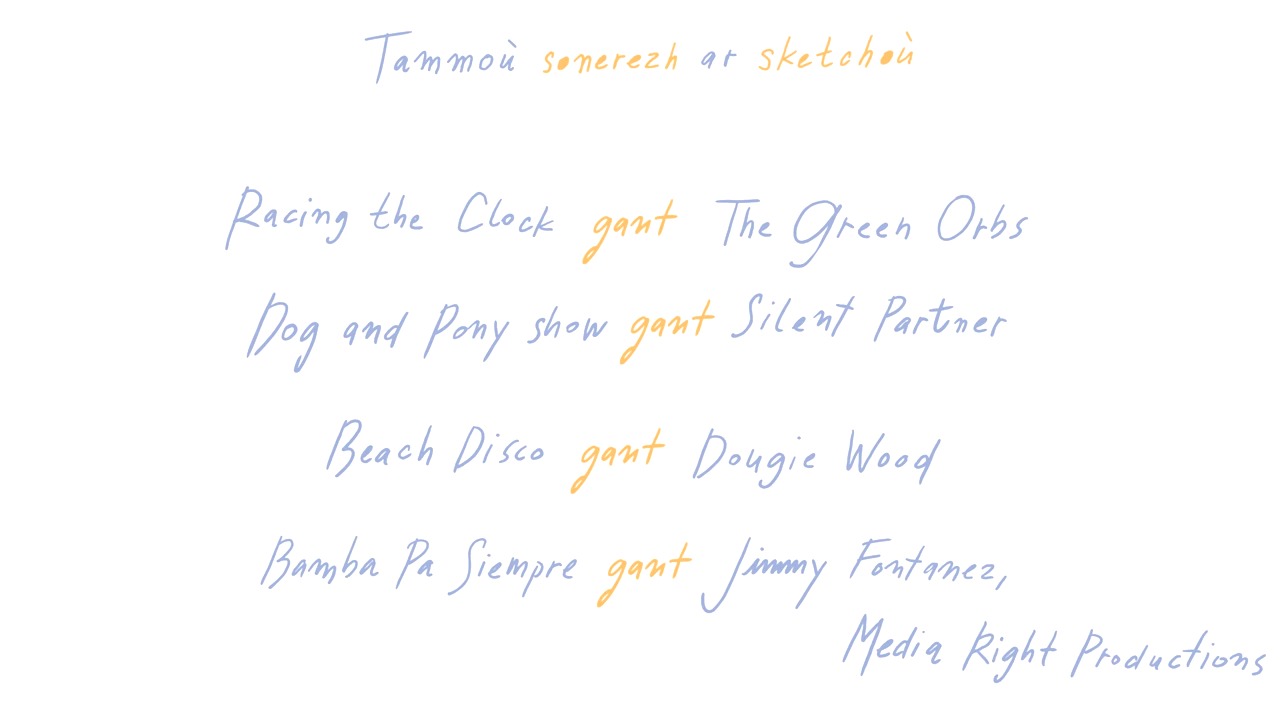 Tammoù sonerezh ar sketchoù
Racing the Clock gant The Green Orbs
Dog and Pony show gant Silent Partner
Beach Disco gant Dougie Wood
Bamba Pa Siempre gant Jimmy Fontanez,
Media Right Productions